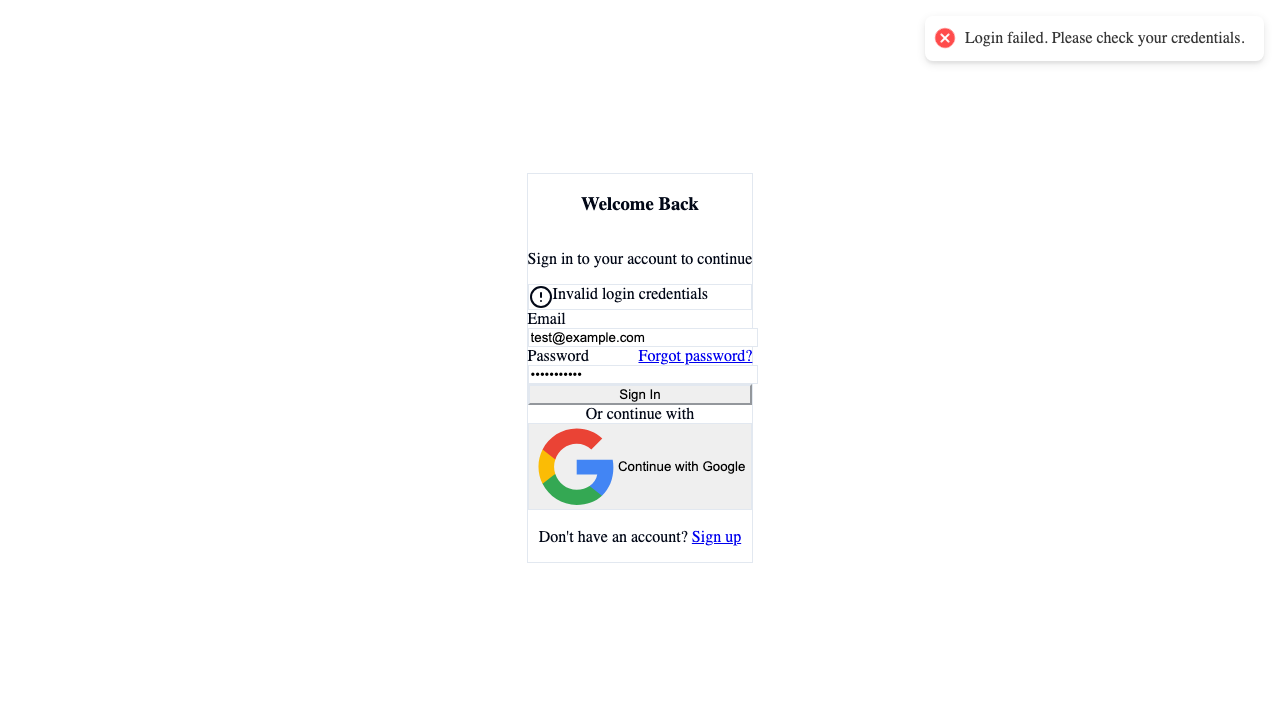 Login failed. Please check your credentials.
Welcome Back
Sign in to your account to continue
Invalid login credentials
Email
test@example.com
Password Forgot password?
•••••••••••
Sign In
Or continue with
Continue with Google
Don't have an account? Sign up